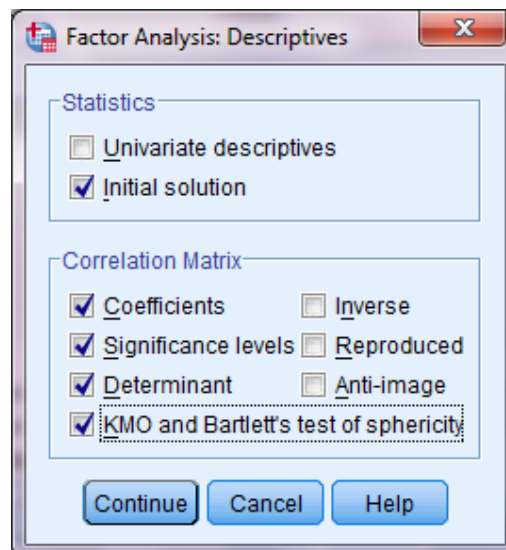 Factor Analysis: Descriptives
Statistics
Univariate descriptives
Initial solution
Correlation Matrix
Coefficients Inverse
Significance levels Reproduced
Determinant Anti-image
KMO and Bartlett's test of sphericity
Continue Cancel Help